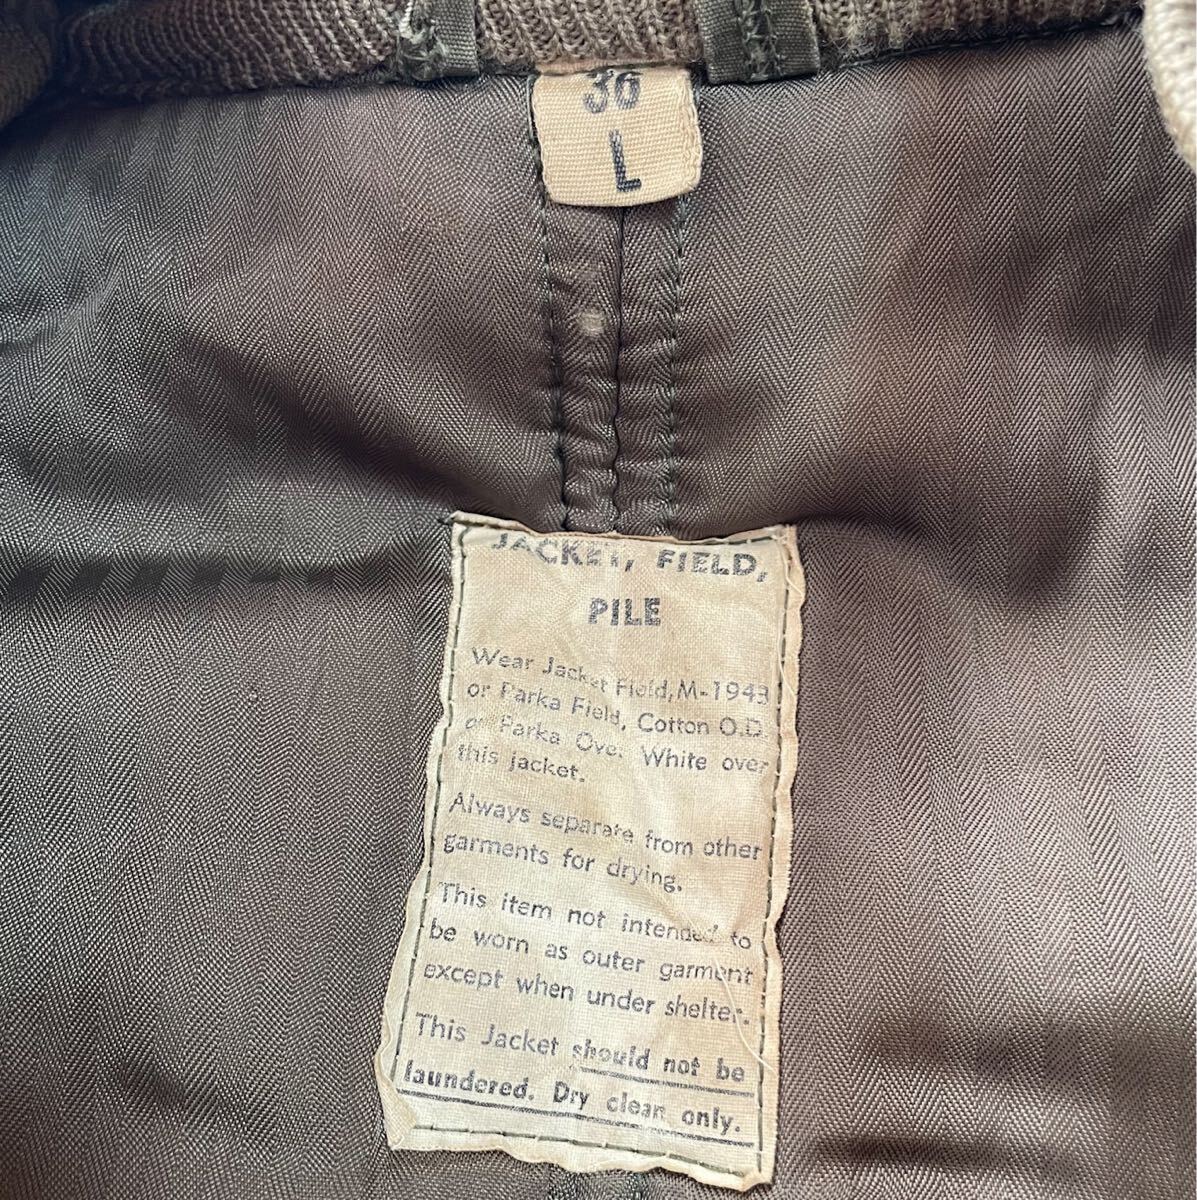 36
L
JACKET, FIELD,
PILE
Wear Jacket Field, M-1943
or Parka Field, Cotton O.D.
or Parka Over White over
this jacket.
Always separate from other
garments for drying.
This item not intended to
be worn as outer garment
except when under shelter.
This Jacket should not be
laundered. Dry clean only.